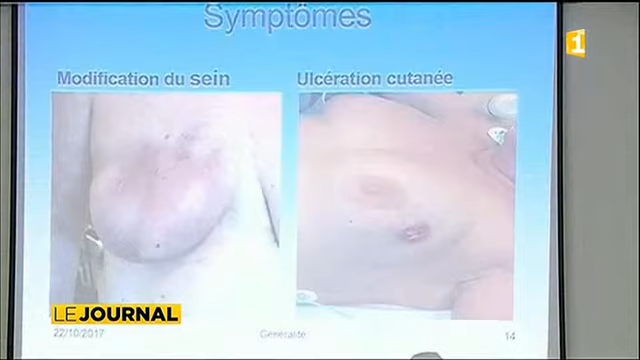 Symptômes
1
Modification du sein
Ulcération cutanée
LE JOURNAL
22/10/2017
Généralité
14